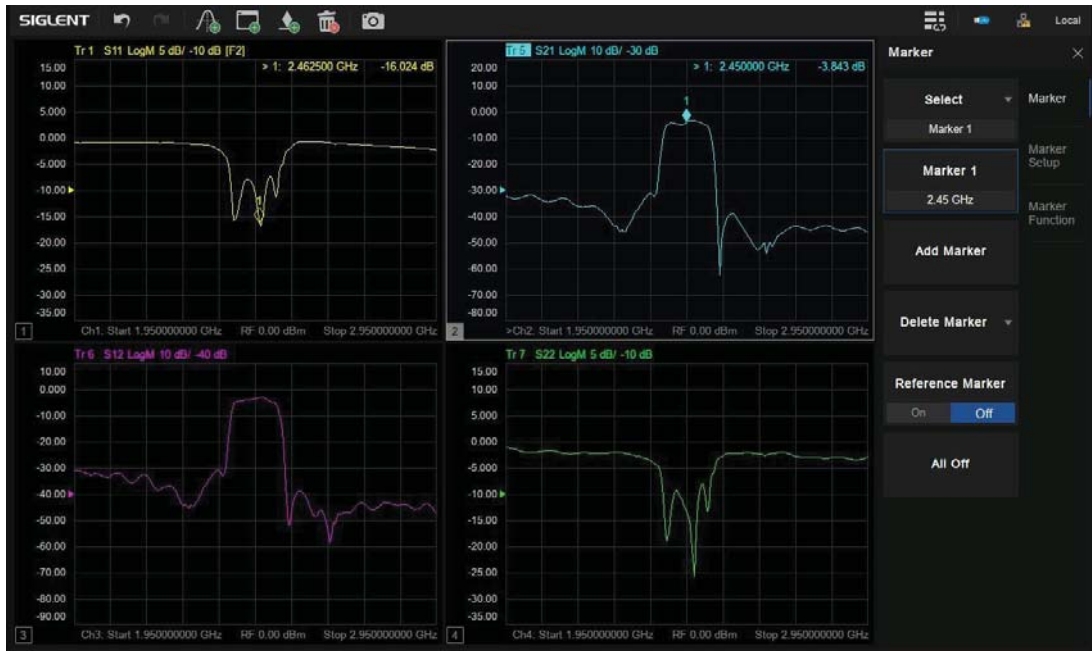 SIGLENT
Local
Tr 1 S11 LogM 5 dB/ -10 dB [F2]
> 1: 2.462500 GHz -16.024 dB
15.00
10.00
5.000
0.000
-5.000
-10.00
-15.00
-20.00
-25.00
-30.00
-35.00
1
1
Ch1: Start 1.950000000 GHz RF 0.00 dBm Stop 2.950000000 GHz
Tr 5 S21 LogM 10 dB/ -30 dB
> 1: 2.450000 GHz -3.843 dB
20.00
10.00
0.000
-10.00
-20.00
-30.00
-40.00
-50.00
-60.00
-70.00
-80.00
1
2
>Ch2: Start 1.950000000 GHz RF 0.00 dBm Stop 2.950000000 GHz
Tr 6 S12 LogM 10 dB/ -40 dB
10.00
0.000
-10.00
-20.00
-30.00
-40.00
-50.00
-60.00
-70.00
-80.00
-90.00
3
Ch3: Start 1.950000000 GHz RF 0.00 dBm Stop 2.950000000 GHz
Tr 7 S22 LogM 5 dB/ -10 dB
15.00
10.00
5.000
0.000
-5.000
-10.00
-15.00
-20.00
-25.00
-30.00
-35.00
4
Ch4: Start 1.950000000 GHz RF 0.00 dBm Stop 2.950000000 GHz
Marker
Select
Marker 1
Marker 1
2.45 GHz
Add Marker
Delete Marker
Reference Marker
On Off
All Off
Marker
Marker
Setup
Marker
Function